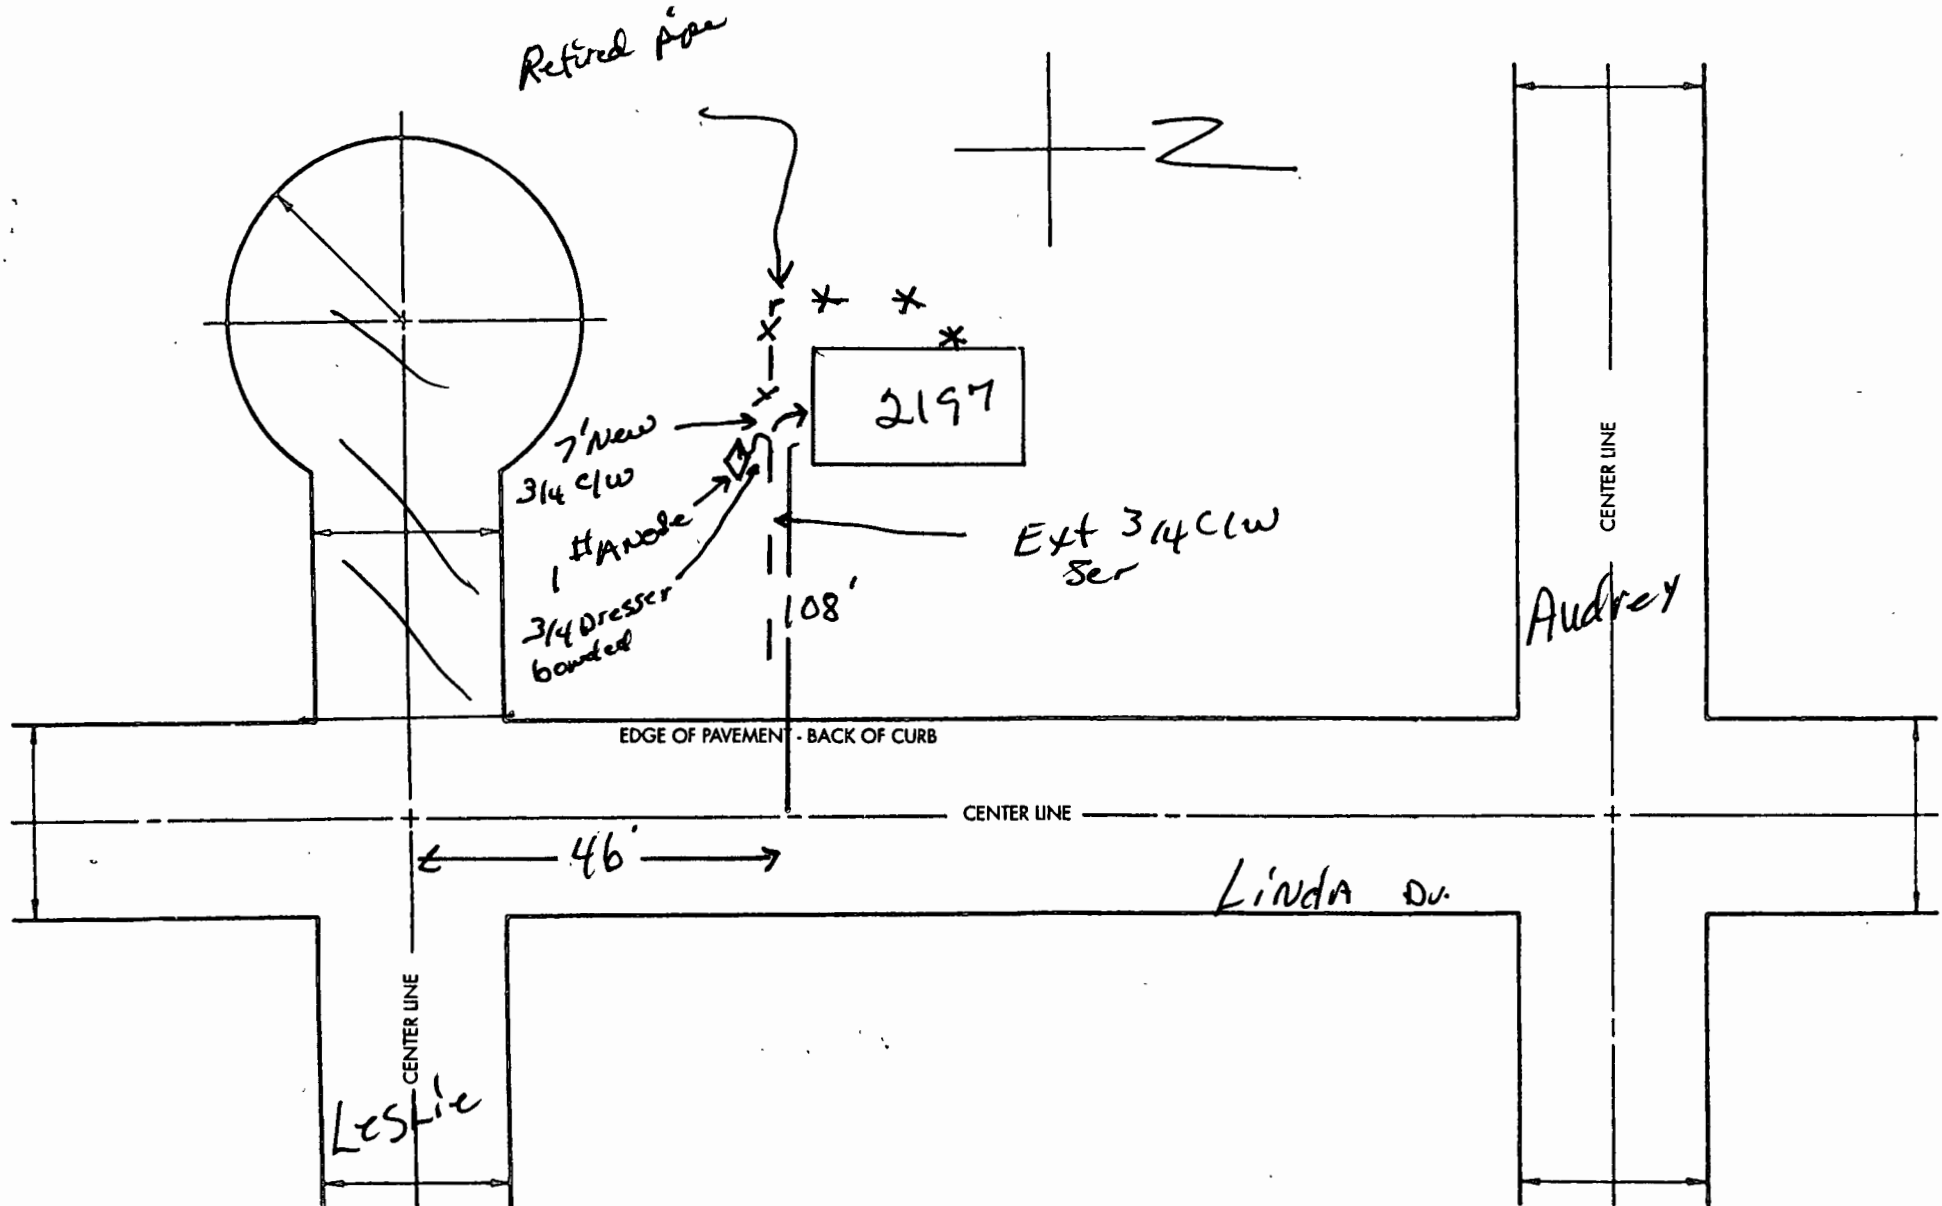 Retired pipe
N
2197
7' New
3/4 c/w
1 # ANode
3/4 Dresser
bonded
Ext 3/4 C/W
Ser
108'
CENTER LINE
Audrey
EDGE OF PAVEMENT - BACK OF CURB
CENTER LINE
46'
LiNdA Dr.
CENTER LINE
LeSLie